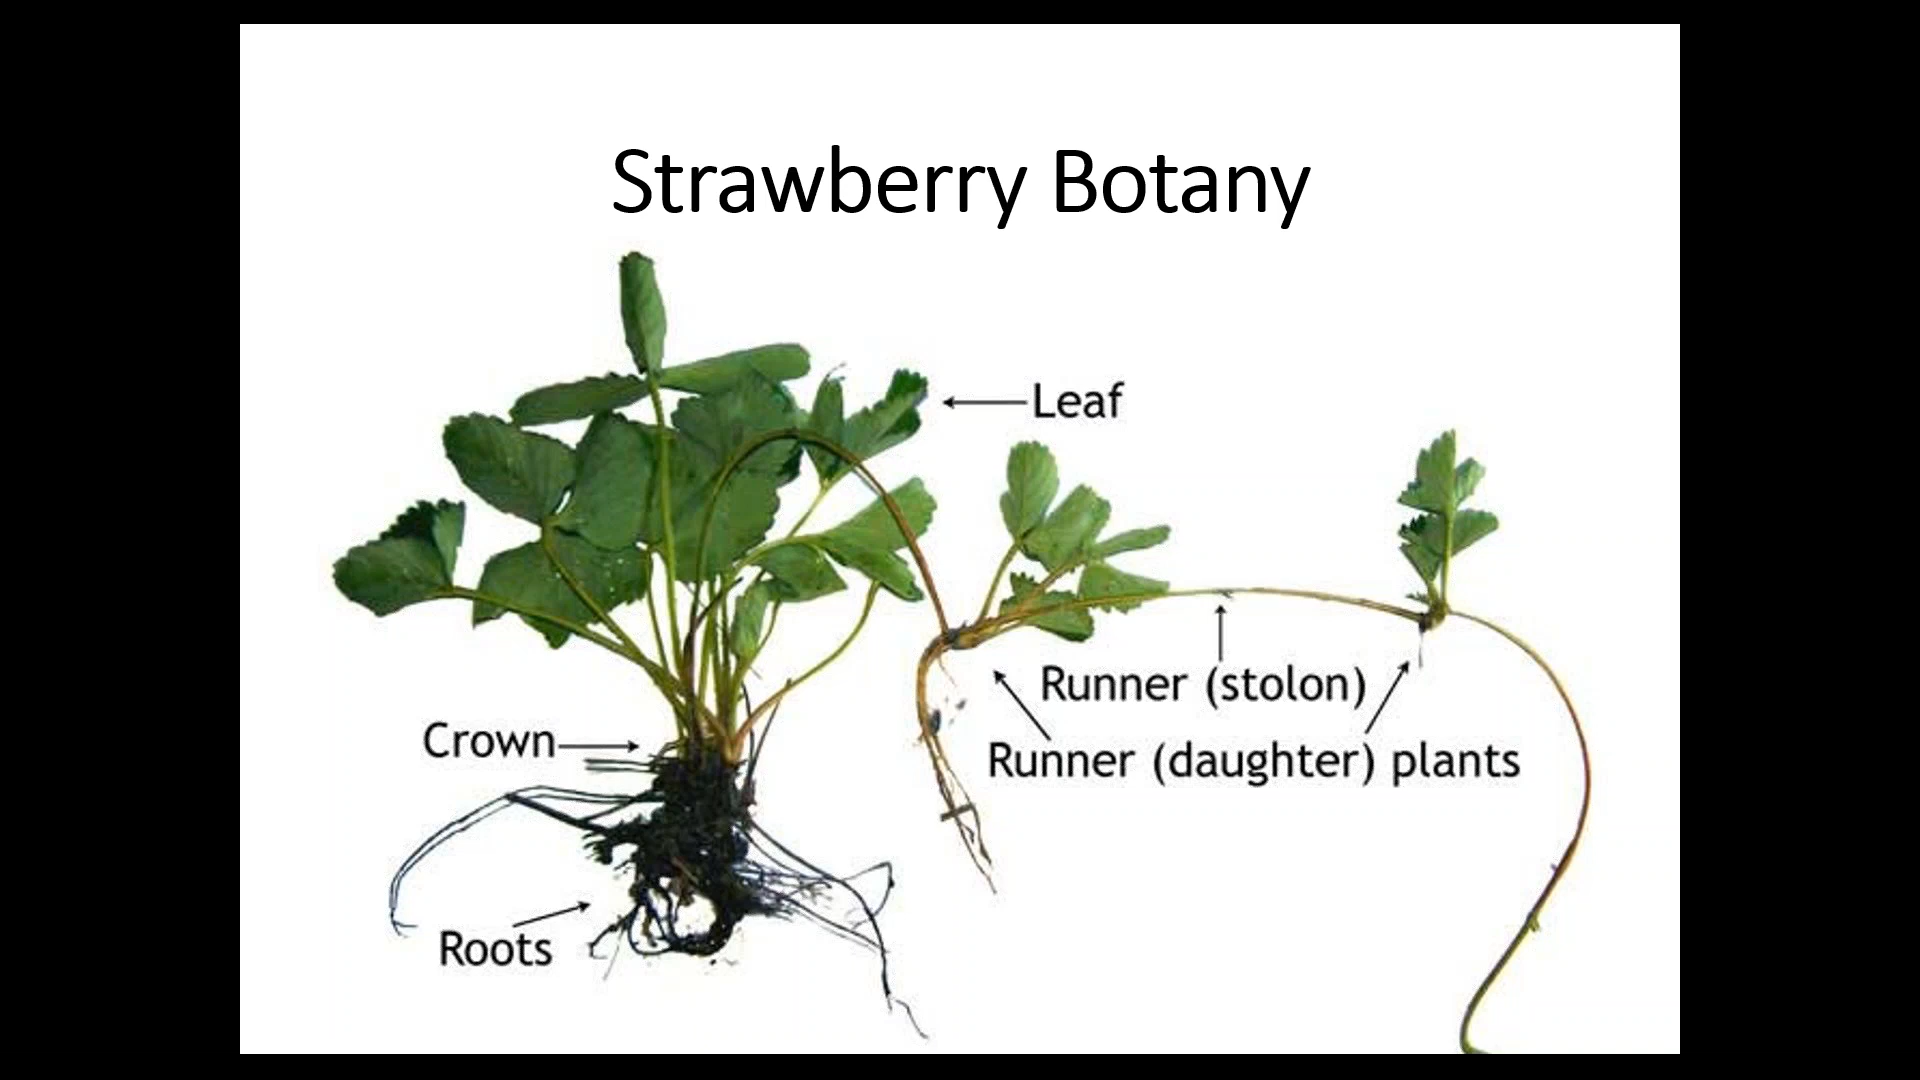 Strawberry Botany
Leaf
Runner (stolon)
Crown
Runner (daughter) plants
Roots